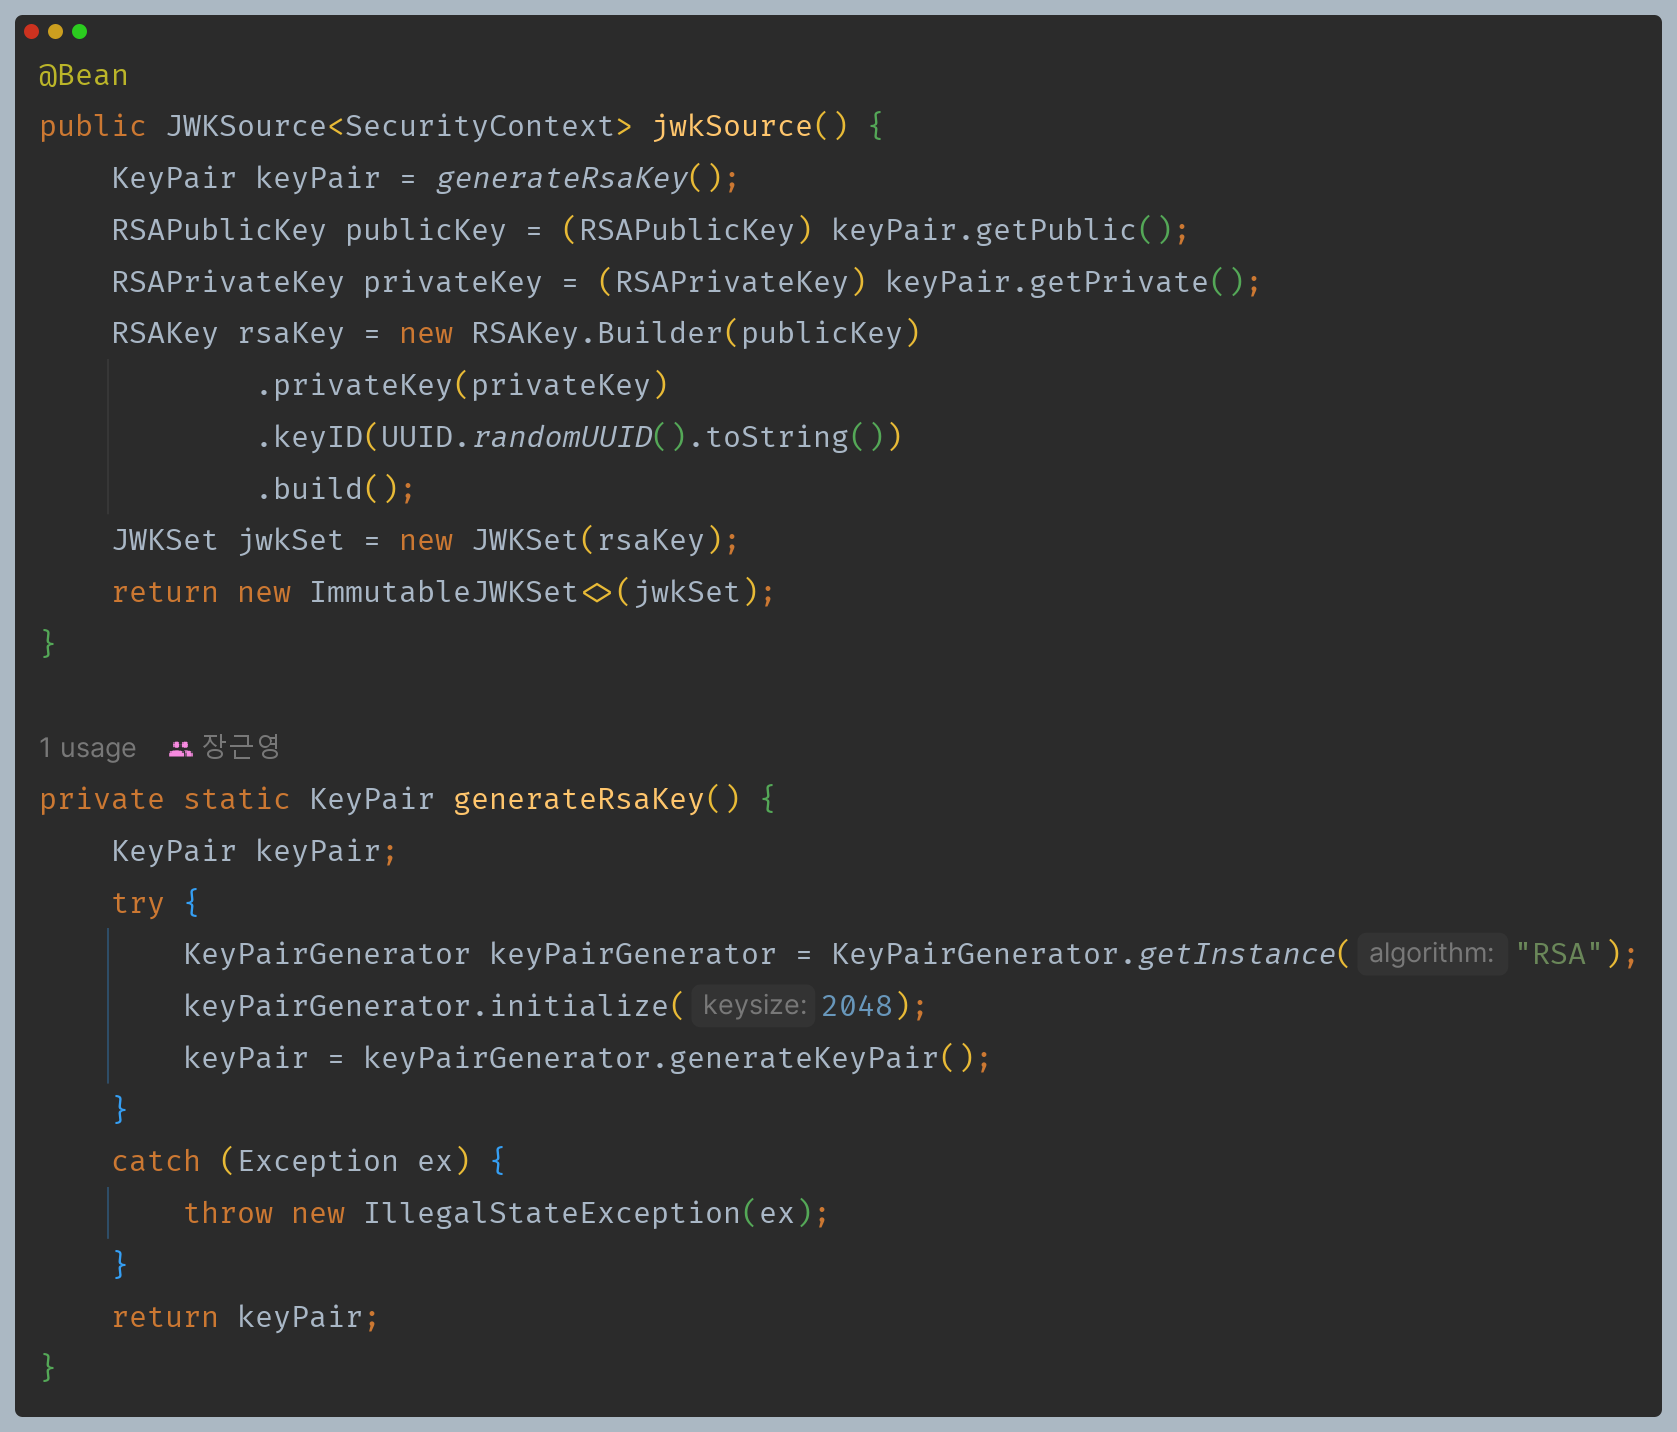 @Bean
public JWKSource<SecurityContext> jwkSource() {
    KeyPair keyPair = generateRsaKey();
    RSAPublicKey publicKey = (RSAPublicKey) keyPair.getPublic();
    RSAPrivateKey privateKey = (RSAPrivateKey) keyPair.getPrivate();
    RSAKey rsaKey = new RSAKey.Builder(publicKey)
            .privateKey(privateKey)
            .keyID(UUID.randomUUID().toString())
            .build();
    JWKSet jwkSet = new JWKSet(rsaKey);
    return new ImmutableJWKSet<>(jwkSet);
}
1 usage 장근영
private static KeyPair generateRsaKey() {
    KeyPair keyPair;
    try {
        KeyPairGenerator keyPairGenerator = KeyPairGenerator.getInstance( algorithm: "RSA");
        keyPairGenerator.initialize( keysize: 2048);
        keyPair = keyPairGenerator.generateKeyPair();
    }
    catch (Exception ex) {
        throw new IllegalStateException(ex);
    }
    return keyPair;
}